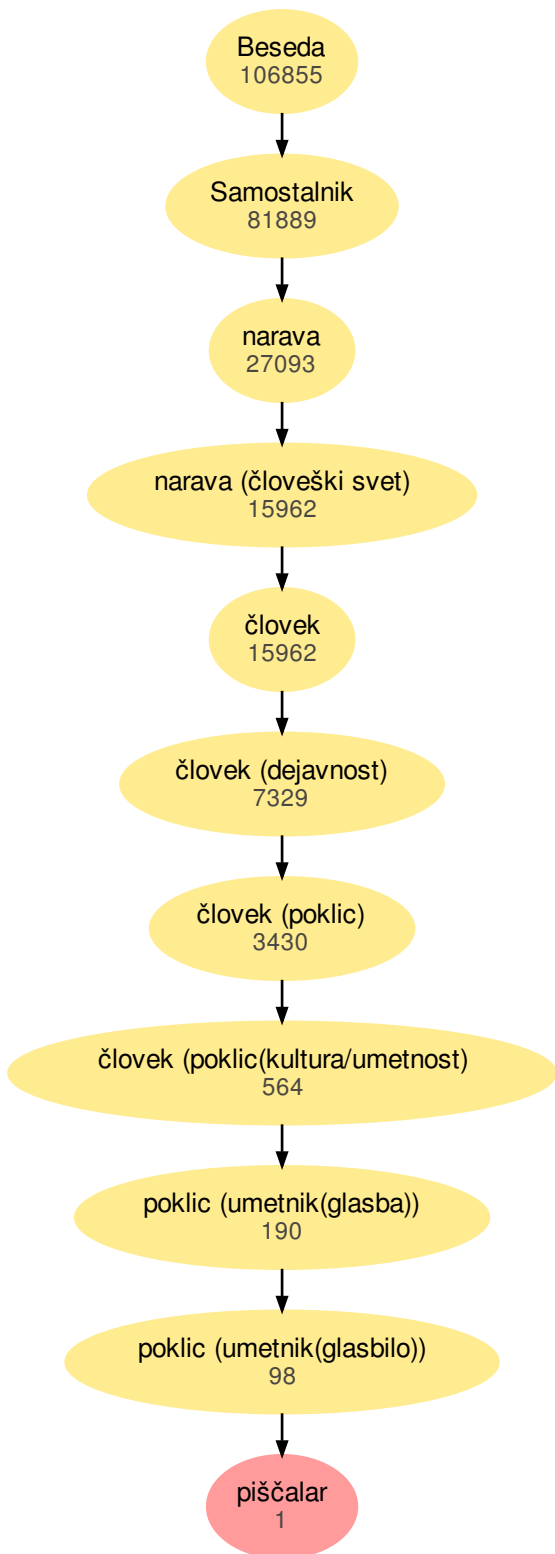 Beseda
106855
Samostalnik
81889
narava
27093
narava (človeški svet)
15962
človek
15962
človek (dejavnost)
7329
človek (poklic)
3430
človek (poklic(kultura/umetnost)
564
poklic (umetnik(glasba))
190
poklic (umetnik(glasbilo))
98
piščalar
1